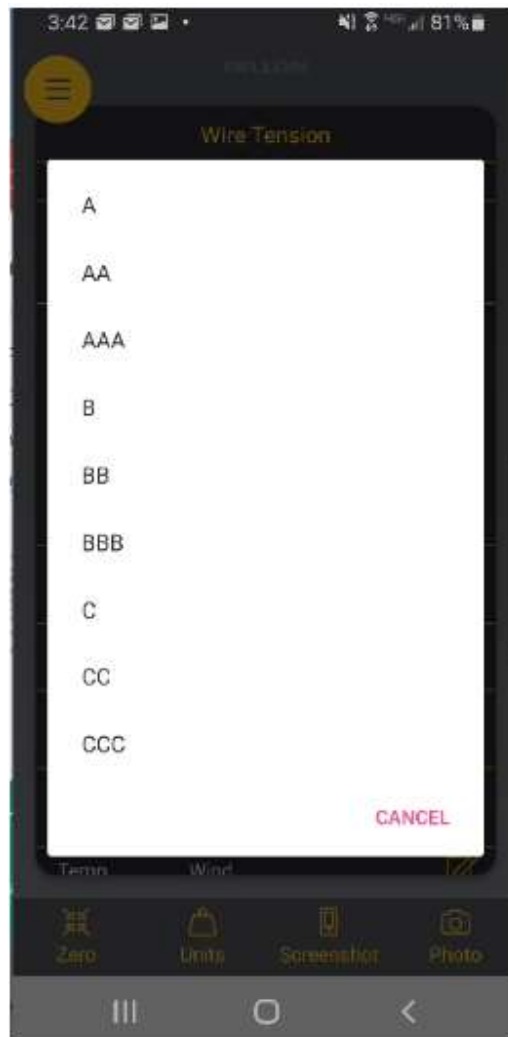 3:42 81%
Wire Tension
A
AA
AAA
B
BB
BBB
C
CC
CCC
CANCEL
Temp Wind
Zero Units Screenshot Photo